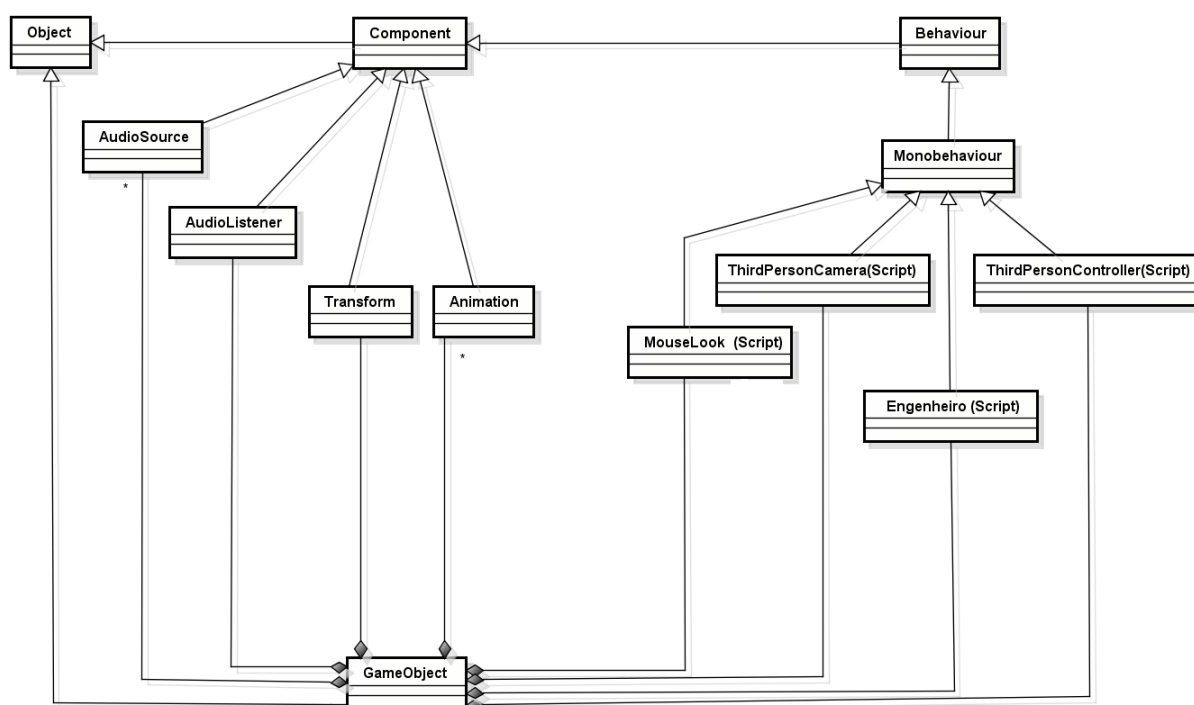 Object
Component
Behaviour
AudioSource
*
Monobehaviour
AudioListener
ThirdPersonCamera(Script)
ThirdPersonController(Script)
Transform
Animation
*
MouseLook  (Script)
Engenheiro (Script)
GameObject